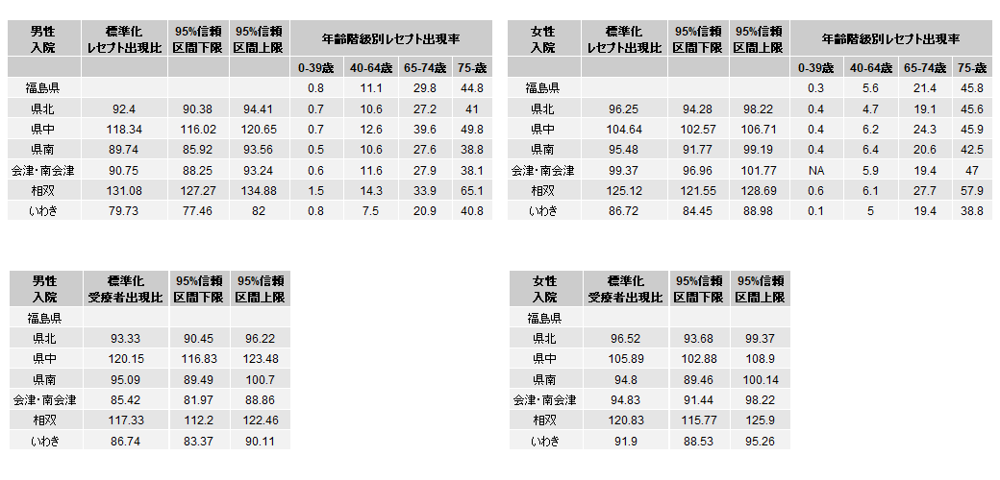 男性 入院 標準化 レセプト出現比 95%信頼 区間下限 95%信頼 区間上限 年齢階級別レセプト出現率
0-39歳 40-64歳 65-74歳 75-歳
福島県 0.8 11.1 29.8 44.8
県北 92.4 90.38 94.41 0.7 10.6 27.2 41
県中 118.34 116.02 120.65 0.7 12.6 39.6 49.8
県南 89.74 85.92 93.56 0.5 10.6 27.6 38.8
会津・南会津 90.75 88.25 93.24 0.6 11.6 27.9 38.1
相双 131.08 127.27 134.88 1.5 14.3 33.9 65.1
いわき 79.73 77.46 82 0.8 7.5 20.9 40.8
女性 入院 標準化 レセプト出現比 95%信頼 区間下限 95%信頼 区間上限 年齢階級別レセプト出現率
0-39歳 40-64歳 65-74歳 75-歳
福島県 0.3 5.6 21.4 45.8
県北 96.25 94.28 98.22 0.4 4.7 19.1 45.6
県中 104.64 102.57 106.71 0.4 6.2 24.3 45.9
県南 95.48 91.77 99.19 0.4 6.4 20.6 42.5
会津・南会津 99.37 96.96 101.77 NA 5.9 19.4 47
相双 125.12 121.55 128.69 0.6 6.1 27.7 57.9
いわき 86.72 84.45 88.98 0.1 5 19.4 38.8
男性 入院 標準化 受療者出現比 95%信頼 区間下限 95%信頼 区間上限
福島県
県北 93.33 90.45 96.22
県中 120.15 116.83 123.48
県南 95.09 89.49 100.7
会津・南会津 85.42 81.97 88.86
相双 117.33 112.2 122.46
いわき 86.74 83.37 90.11
女性 入院 標準化 受療者出現比 95%信頼 区間下限 95%信頼 区間上限
福島県
県北 96.52 93.68 99.37
県中 105.89 102.88 108.9
県南 94.8 89.46 100.14
会津・南会津 94.83 91.44 98.22
相双 120.83 115.77 125.9
いわき 91.9 88.53 95.26